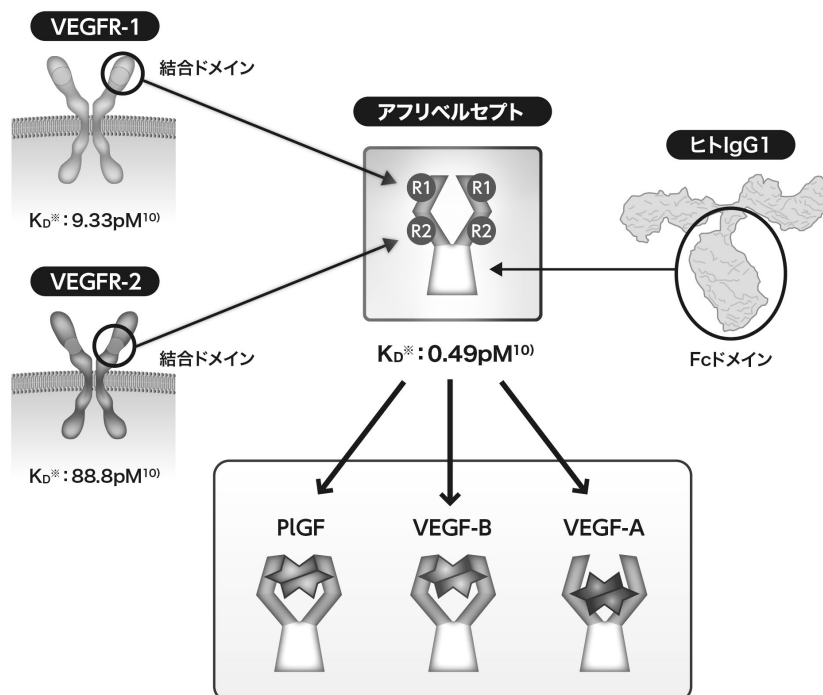 VEGFR-1
結合ドメイン
KD※：9.33pM10)
VEGFR-2
結合ドメイン
KD※：88.8pM10)
アフリベルセプト
R1 R1
R2 R2
KD※：0.49pM10)
ヒトIgG1
Fcドメイン
PlGF VEGF-B VEGF-A